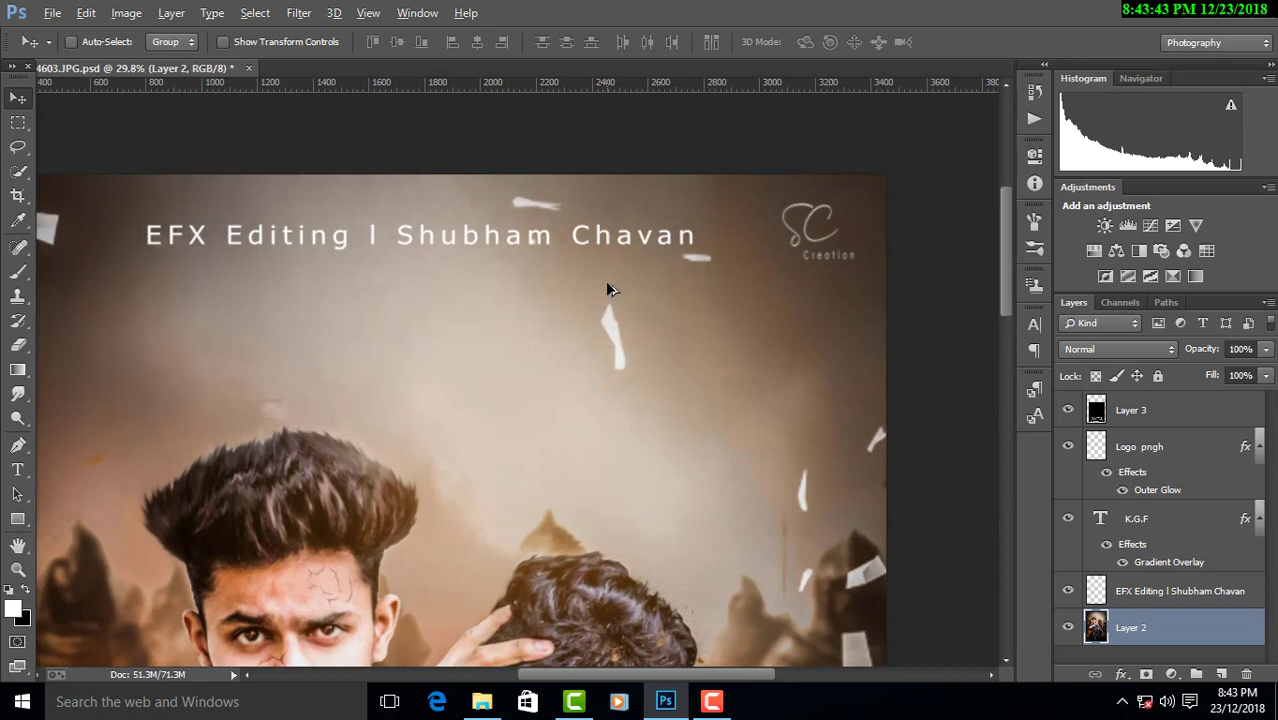 8:43:43 PM 12/23/2018
Ps File Edit Image Layer Type Select Filter 3D View Window Help
Auto-Select: Group Show Transform Controls 3D Mode: Photography
4603.JPG.psd @ 29.8% (Layer 2, RGB/8) * ×
400 600 800 1000 1200 1400 1600 1800 2000 2200 2400 2600 2800 3000 3200 3400 3600 380
Histogram Navigator
Adjustments
Add an adjustment
EFX Editing l Shubham Chavan
SC
Creation
Layers Channels Paths
Kind
Normal Opacity: 100%
Lock: Fill: 100%
Layer 3
Logo pngh fx
Effects
Outer Glow
T K.G.F fx
Effects
Gradient Overlay
EFX Editing l Shubham Chavan
Layer 2
Doc: 51.3M/71.3M
Search the web and Windows
8:43 PM
23/12/2018